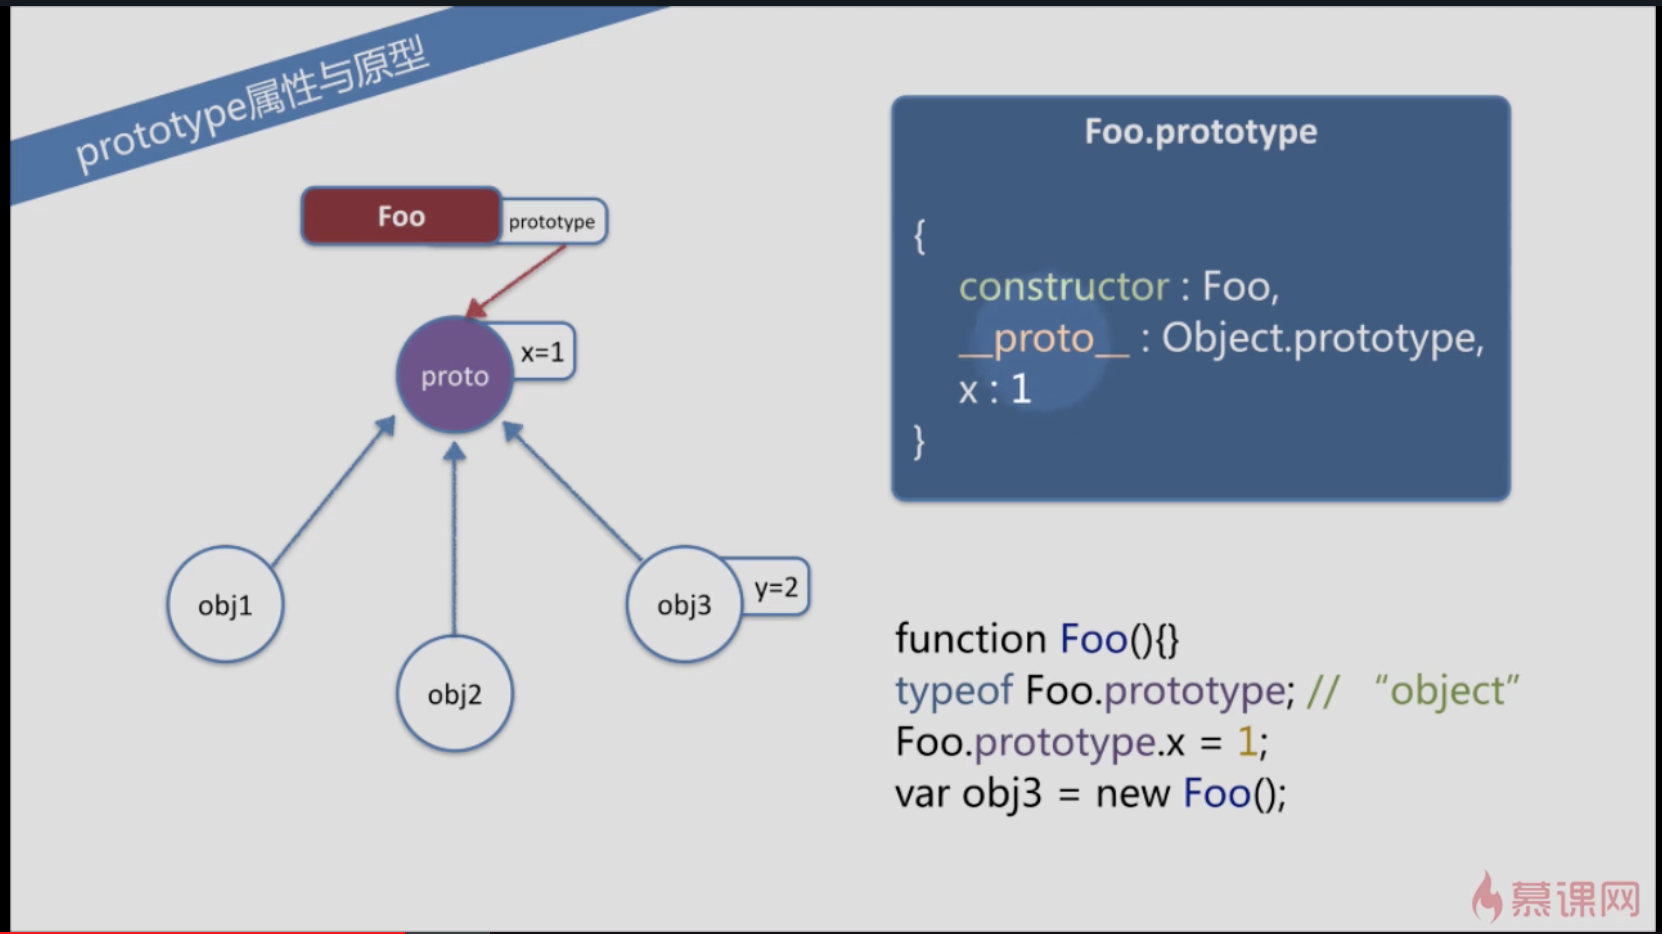 prototype属性与原型
Foo
prototype
proto
x=1
obj1
obj2
obj3
y=2
Foo.prototype
{
constructor : Foo,
__proto__ : Object.prototype,
x : 1
}
function Foo(){}
typeof Foo.prototype; // “object”
Foo.prototype.x = 1;
var obj3 = new Foo();
慕课网